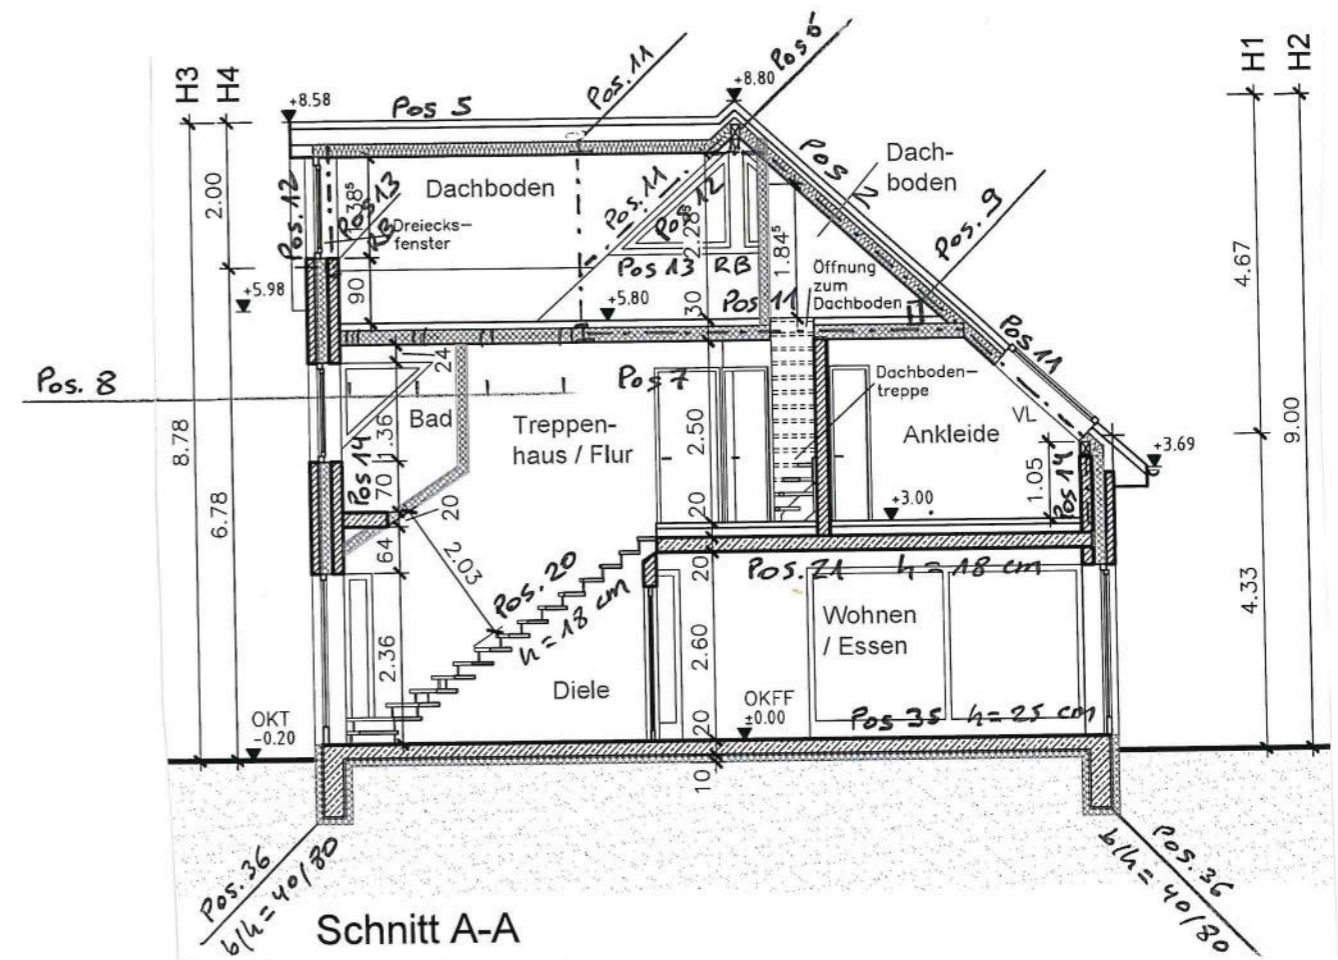 H3
H4
H1
H2
+8.58
Pos 5
Pos. 11
+8.80
Pos 6
2.00
Pos. 12
1.38⁵
Pos 13
RB
Dachboden
Dreiecks-
fenster
Pos. 11
Pos 12
2.28⁵
Pos 13 RB
1.84⁵
Dach-
boden
Pos. 9
Öffnung
zum
Dachboden
4.67
+5.98
90
+5.80
30
Pos 11
Pos 11
Pos. 8
24
Bad
1.36
Treppen-
haus / Flur
Pos 7
2.50
Dachboden-
treppe
Ankleide
VL
+3.69
8.78
6.78
9.00
Pos 14
70
20
20
+3.00
1.05
Pos 14
64
2.03
Pos. 20
h = 18 cm
20
Pos. 21 h = 18 cm
4.33
Wohnen
/ Essen
2.36
2.60
Diele
OKT
-0.20
OKFF
±0.00
20
Pos 35 h = 25 cm
10
Pos. 36
b/h = 40/80
Pos. 36
b/h = 40/80
Schnitt A-A